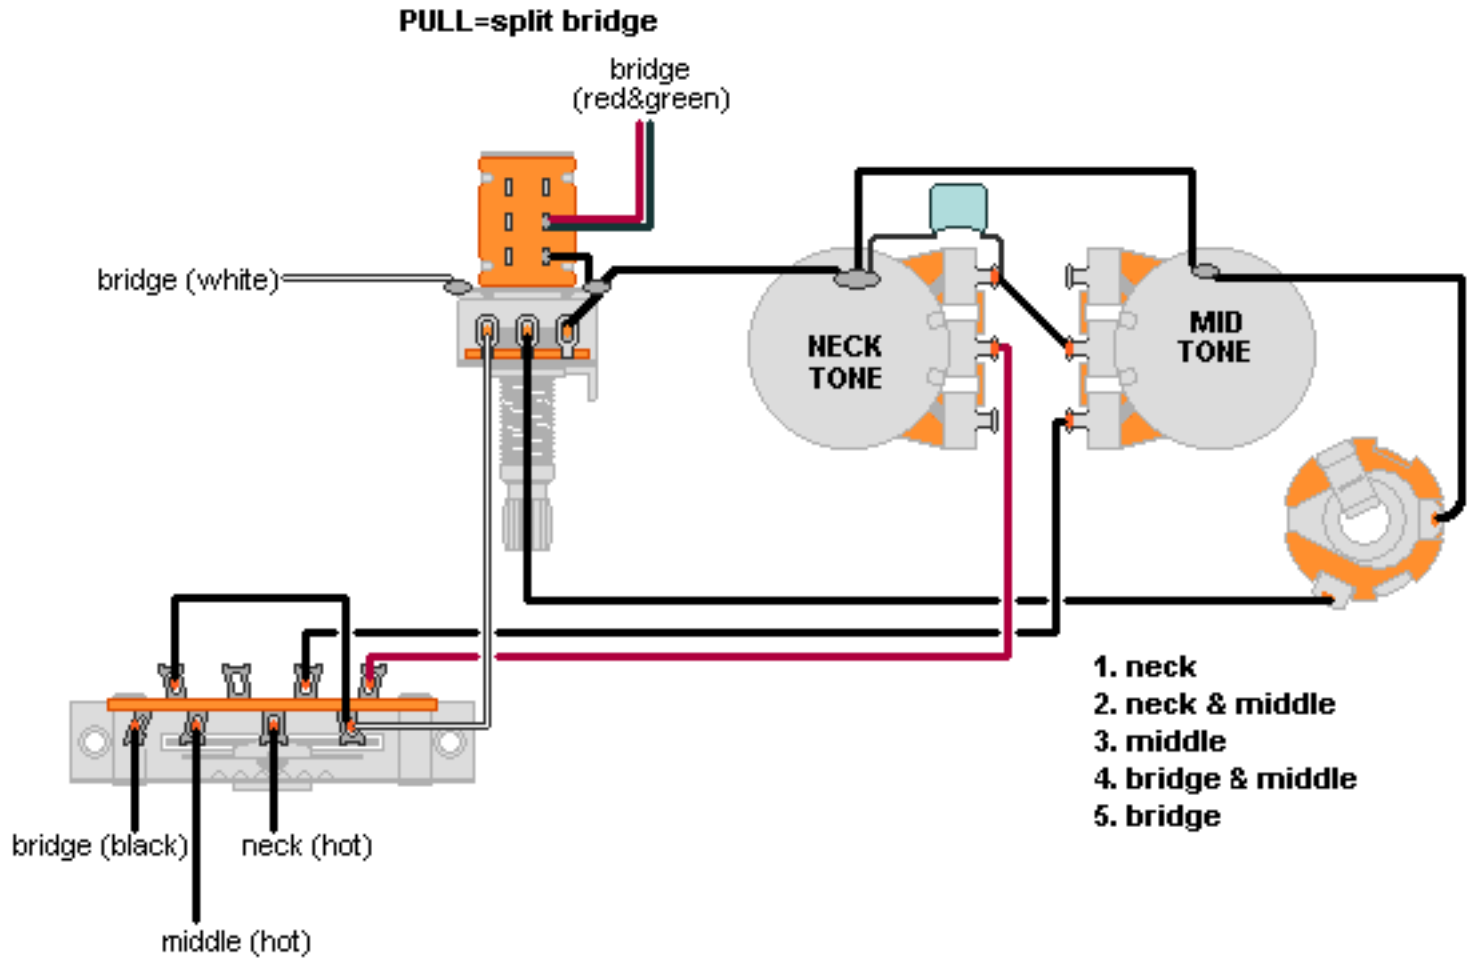 PULL=split bridge
bridge
(red&green)
bridge (white)
NECK
TONE
MID
TONE
1. neck
2. neck & middle
3. middle
4. bridge & middle
5. bridge
bridge (black)
neck (hot)
middle (hot)